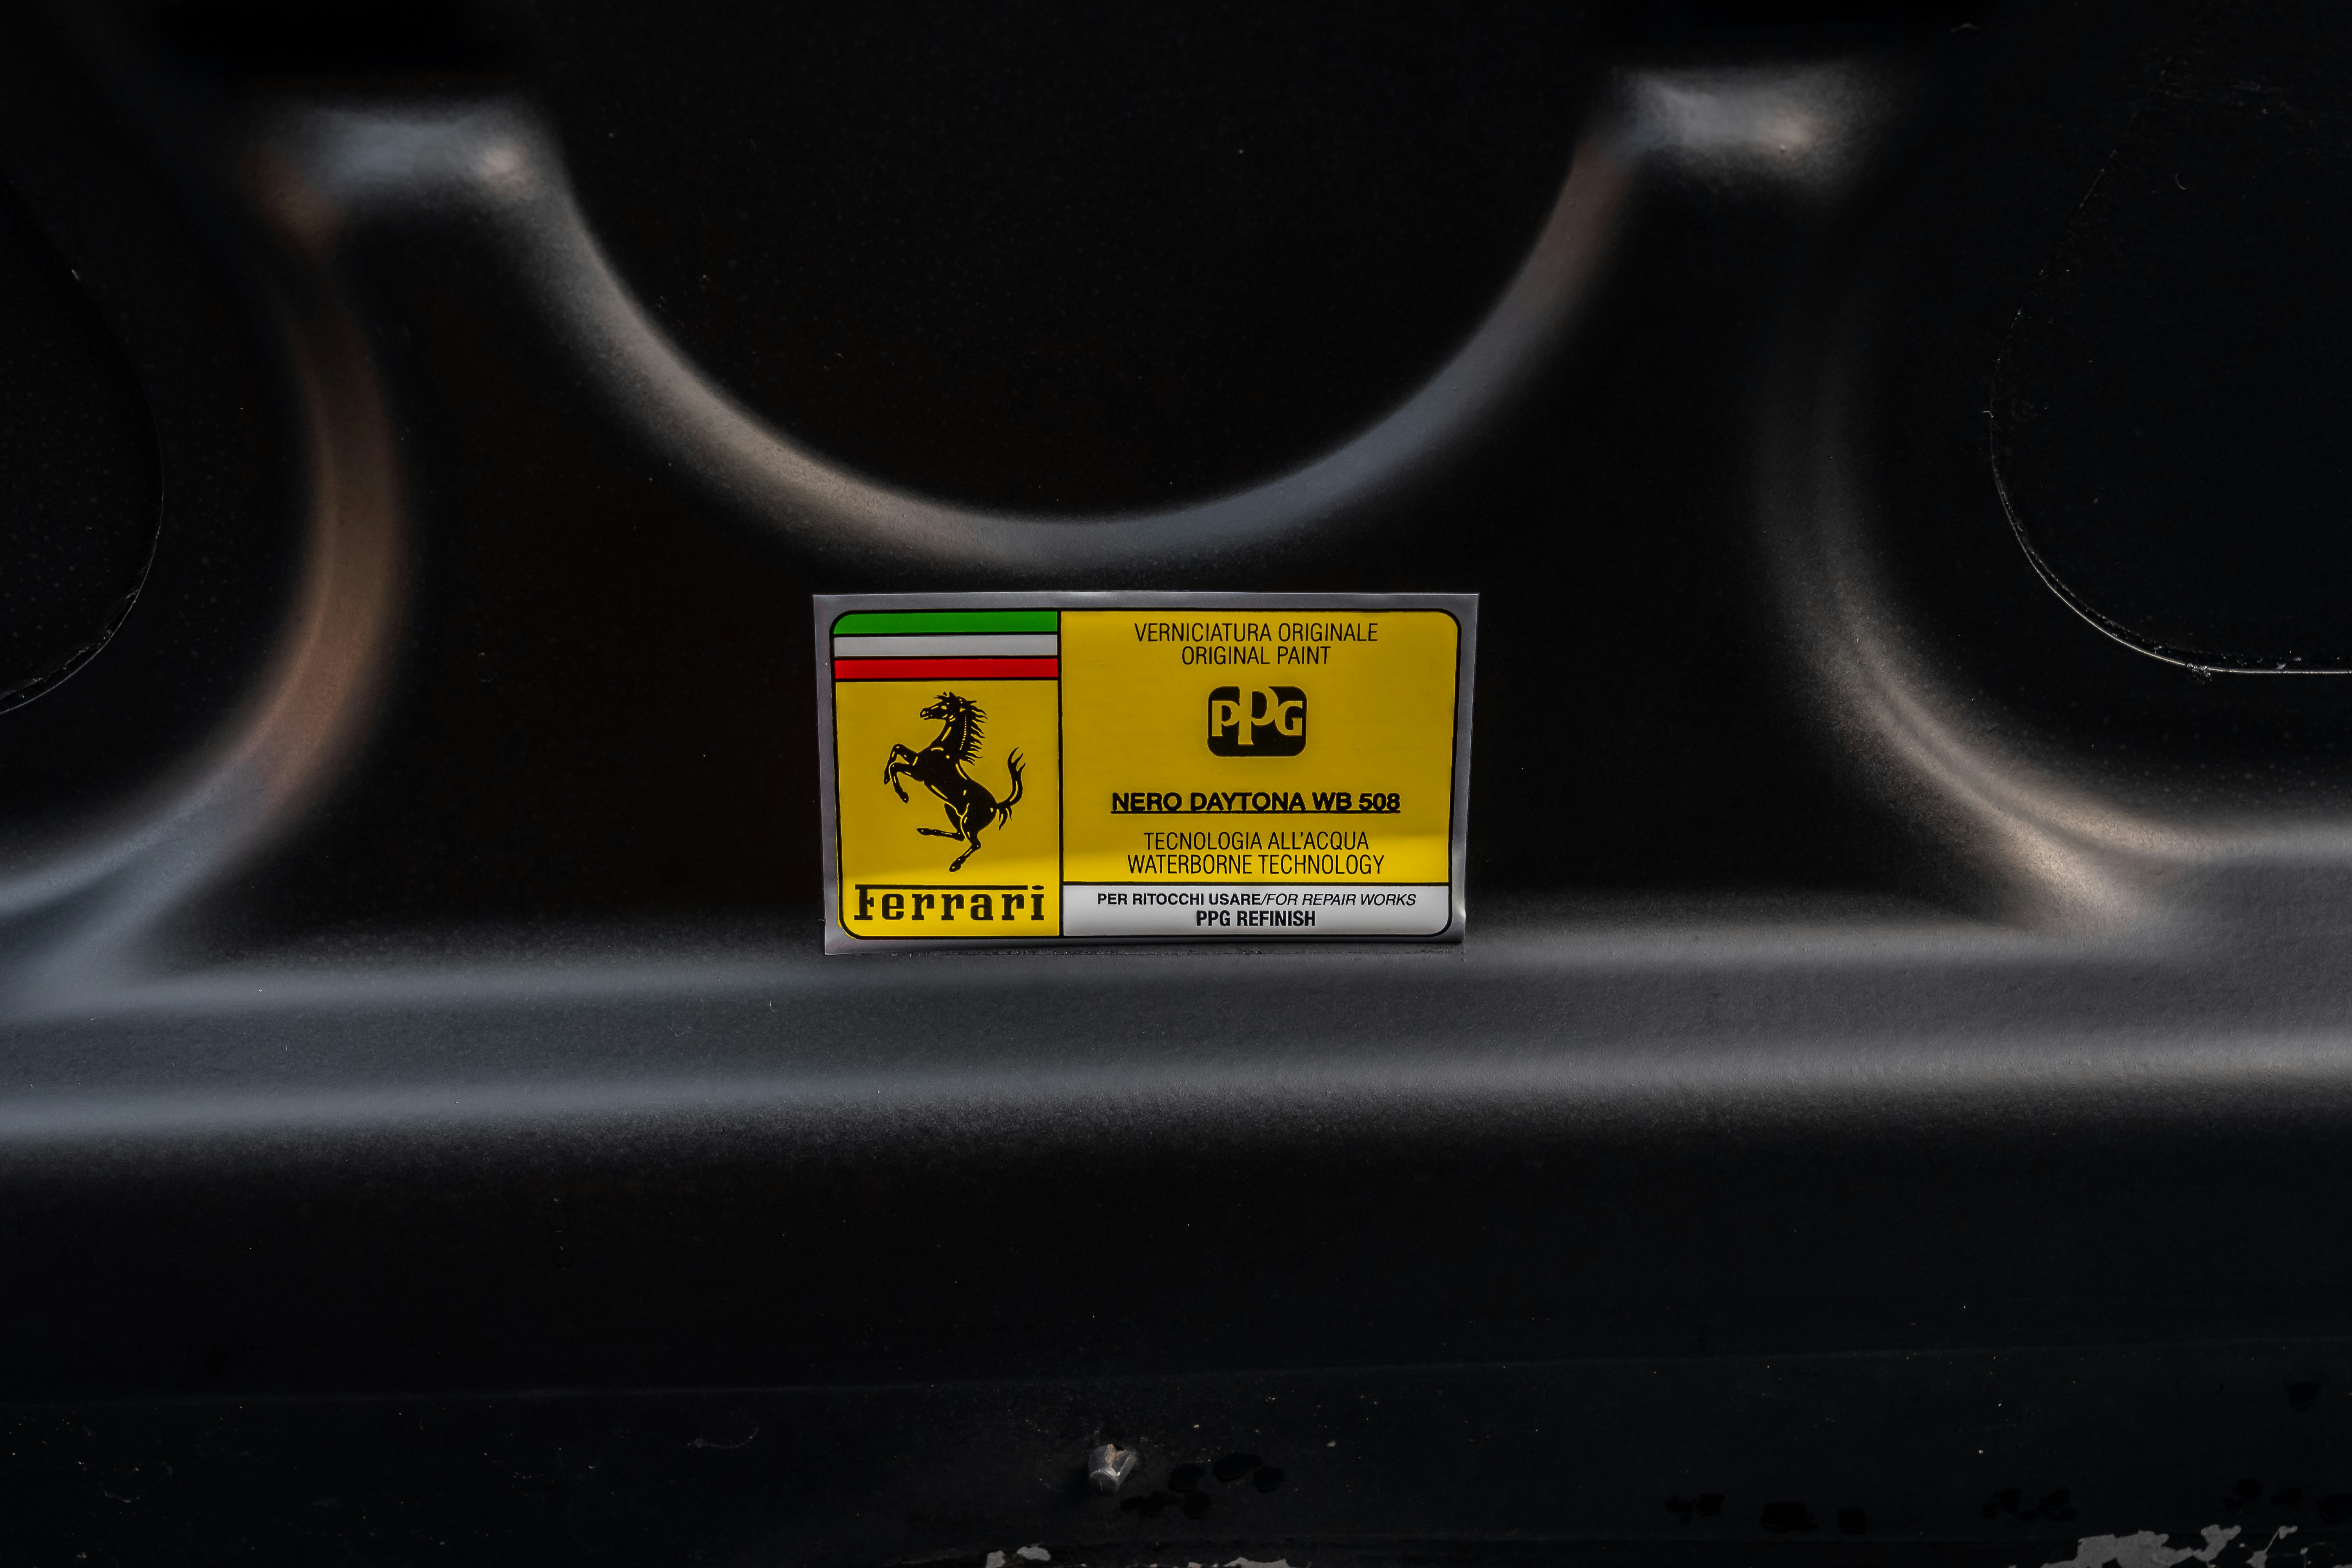 Ferrari
VERNICIATURA ORIGINALE
ORIGINAL PAINT
PPG
NERO DAYTONA WB 508
TECNOLOGIA ALL'ACQUA
WATERBORNE TECHNOLOGY
PER RITOCCHI USARE/FOR REPAIR WORKS
PPG REFINISH